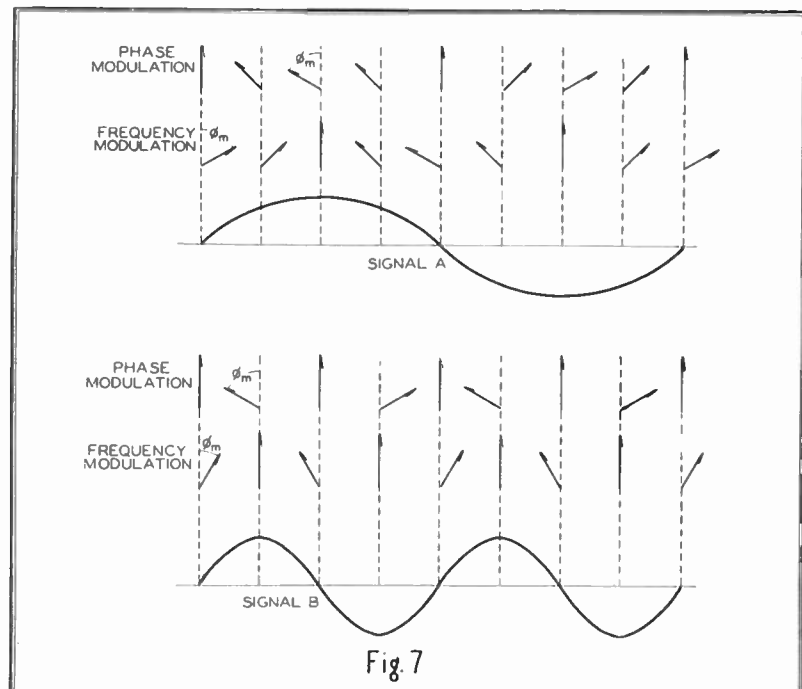 PHASE
MODULATION
ϕm
FREQUENCY
MODULATION
ϕm
SIGNAL A
PHASE
MODULATION
ϕm
FREQUENCY
MODULATION
ϕm
SIGNAL B
Fig. 7